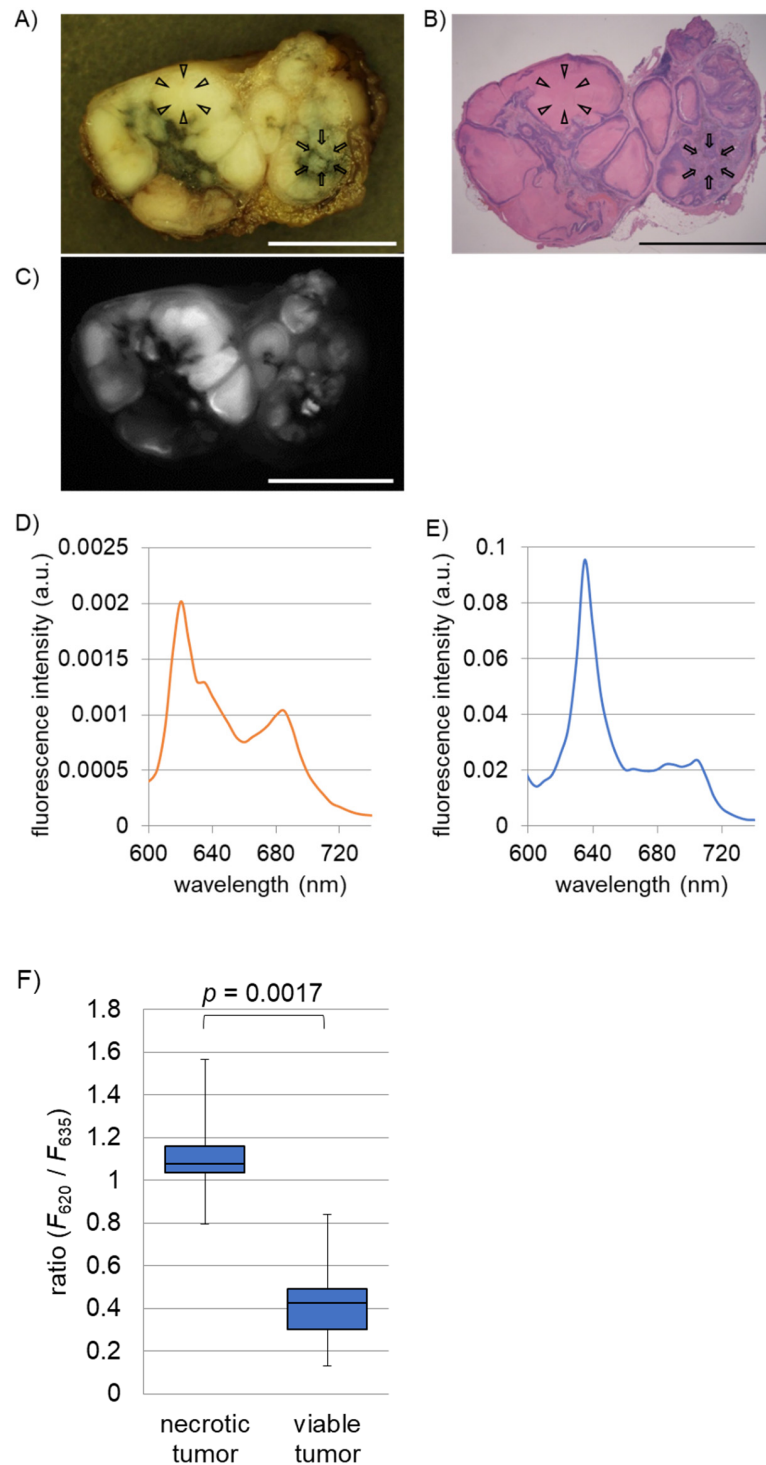 A)
B)
C)
D)
E)
fluorescence intensity (a.u.)
0.0025
0.002
0.0015
0.001
0.0005
0
600
640
680
720
wavelength (nm)
fluorescence intensity (a.u.)
0.1
0.08
0.06
0.04
0.02
0
600
640
680
720
wavelength (nm)
F)
p = 0.0017
ratio (F620 / F635)
1.8
1.6
1.4
1.2
1
0.8
0.6
0.4
0.2
0
necrotic
tumor
viable
tumor